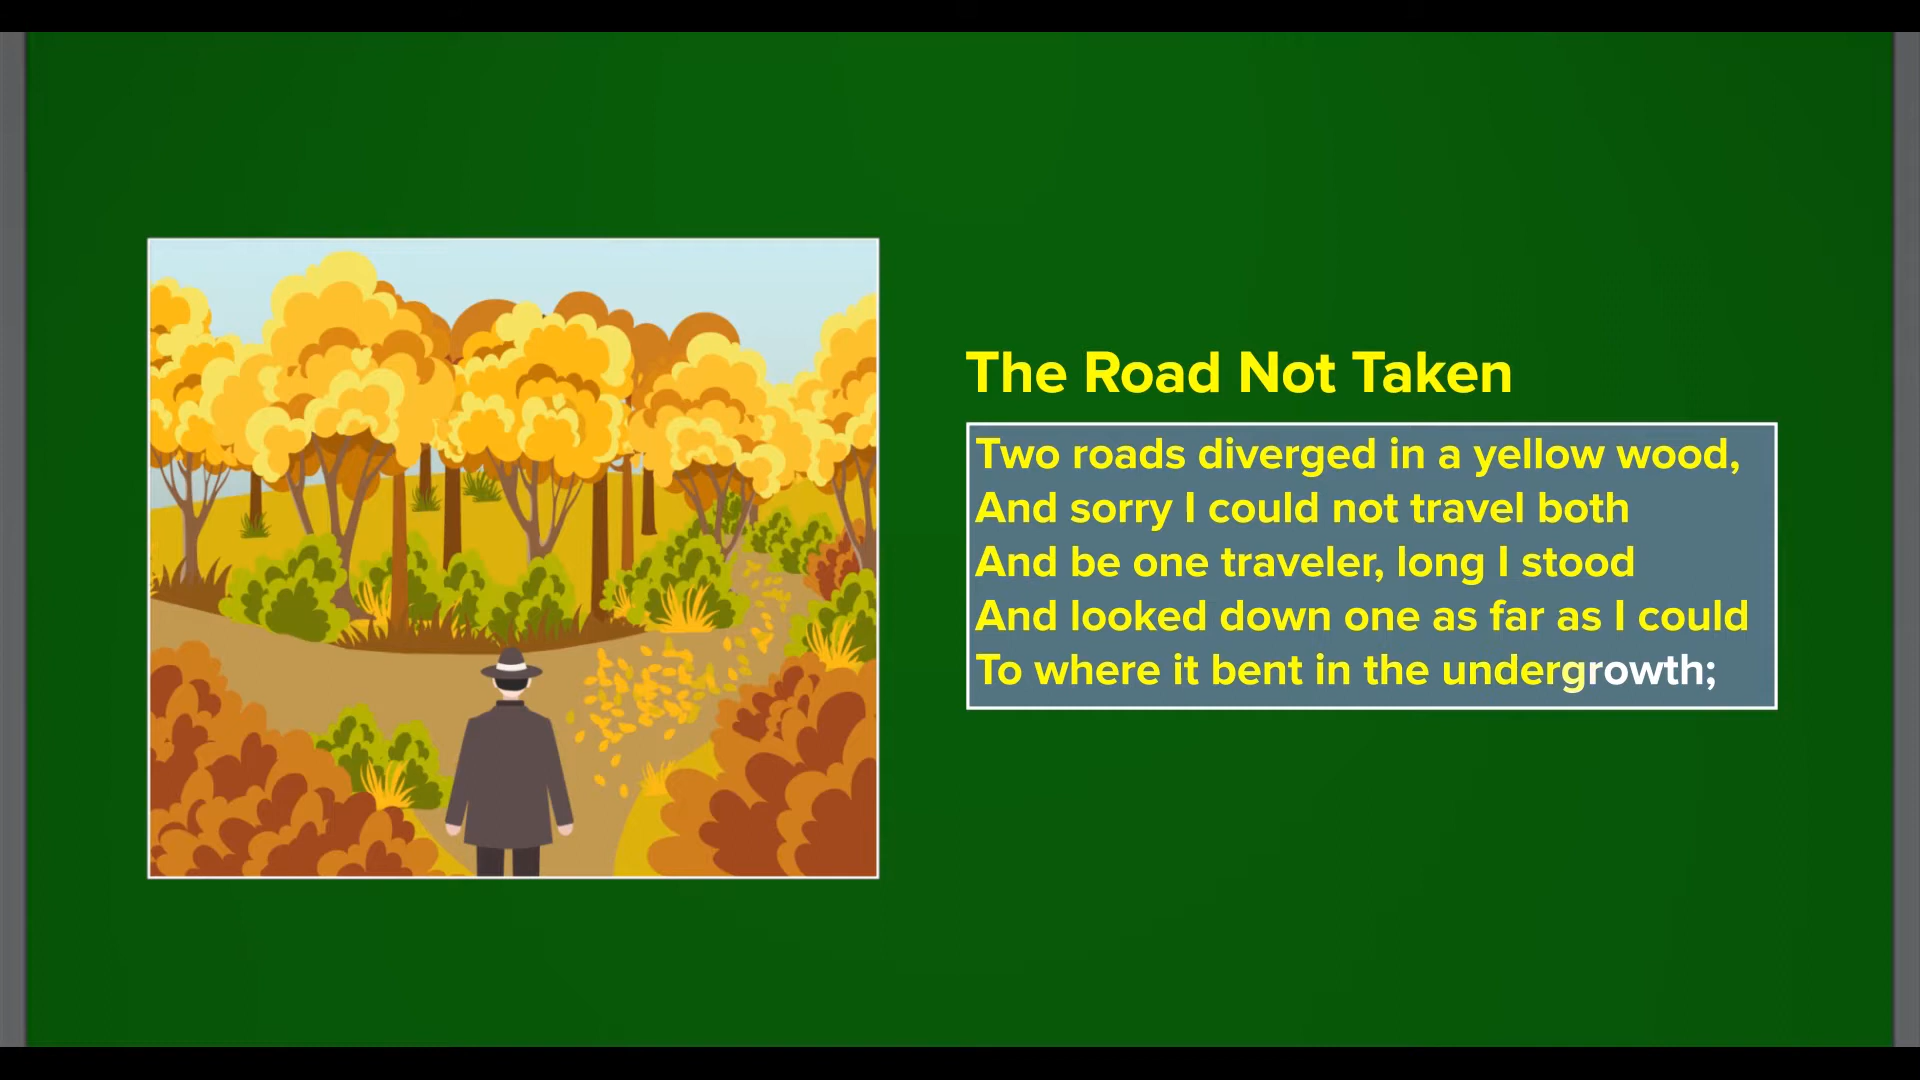 The Road Not Taken
Two roads diverged in a yellow wood,
And sorry I could not travel both
And be one traveler, long I stood
And looked down one as far as I could
To where it bent in the undergrowth;